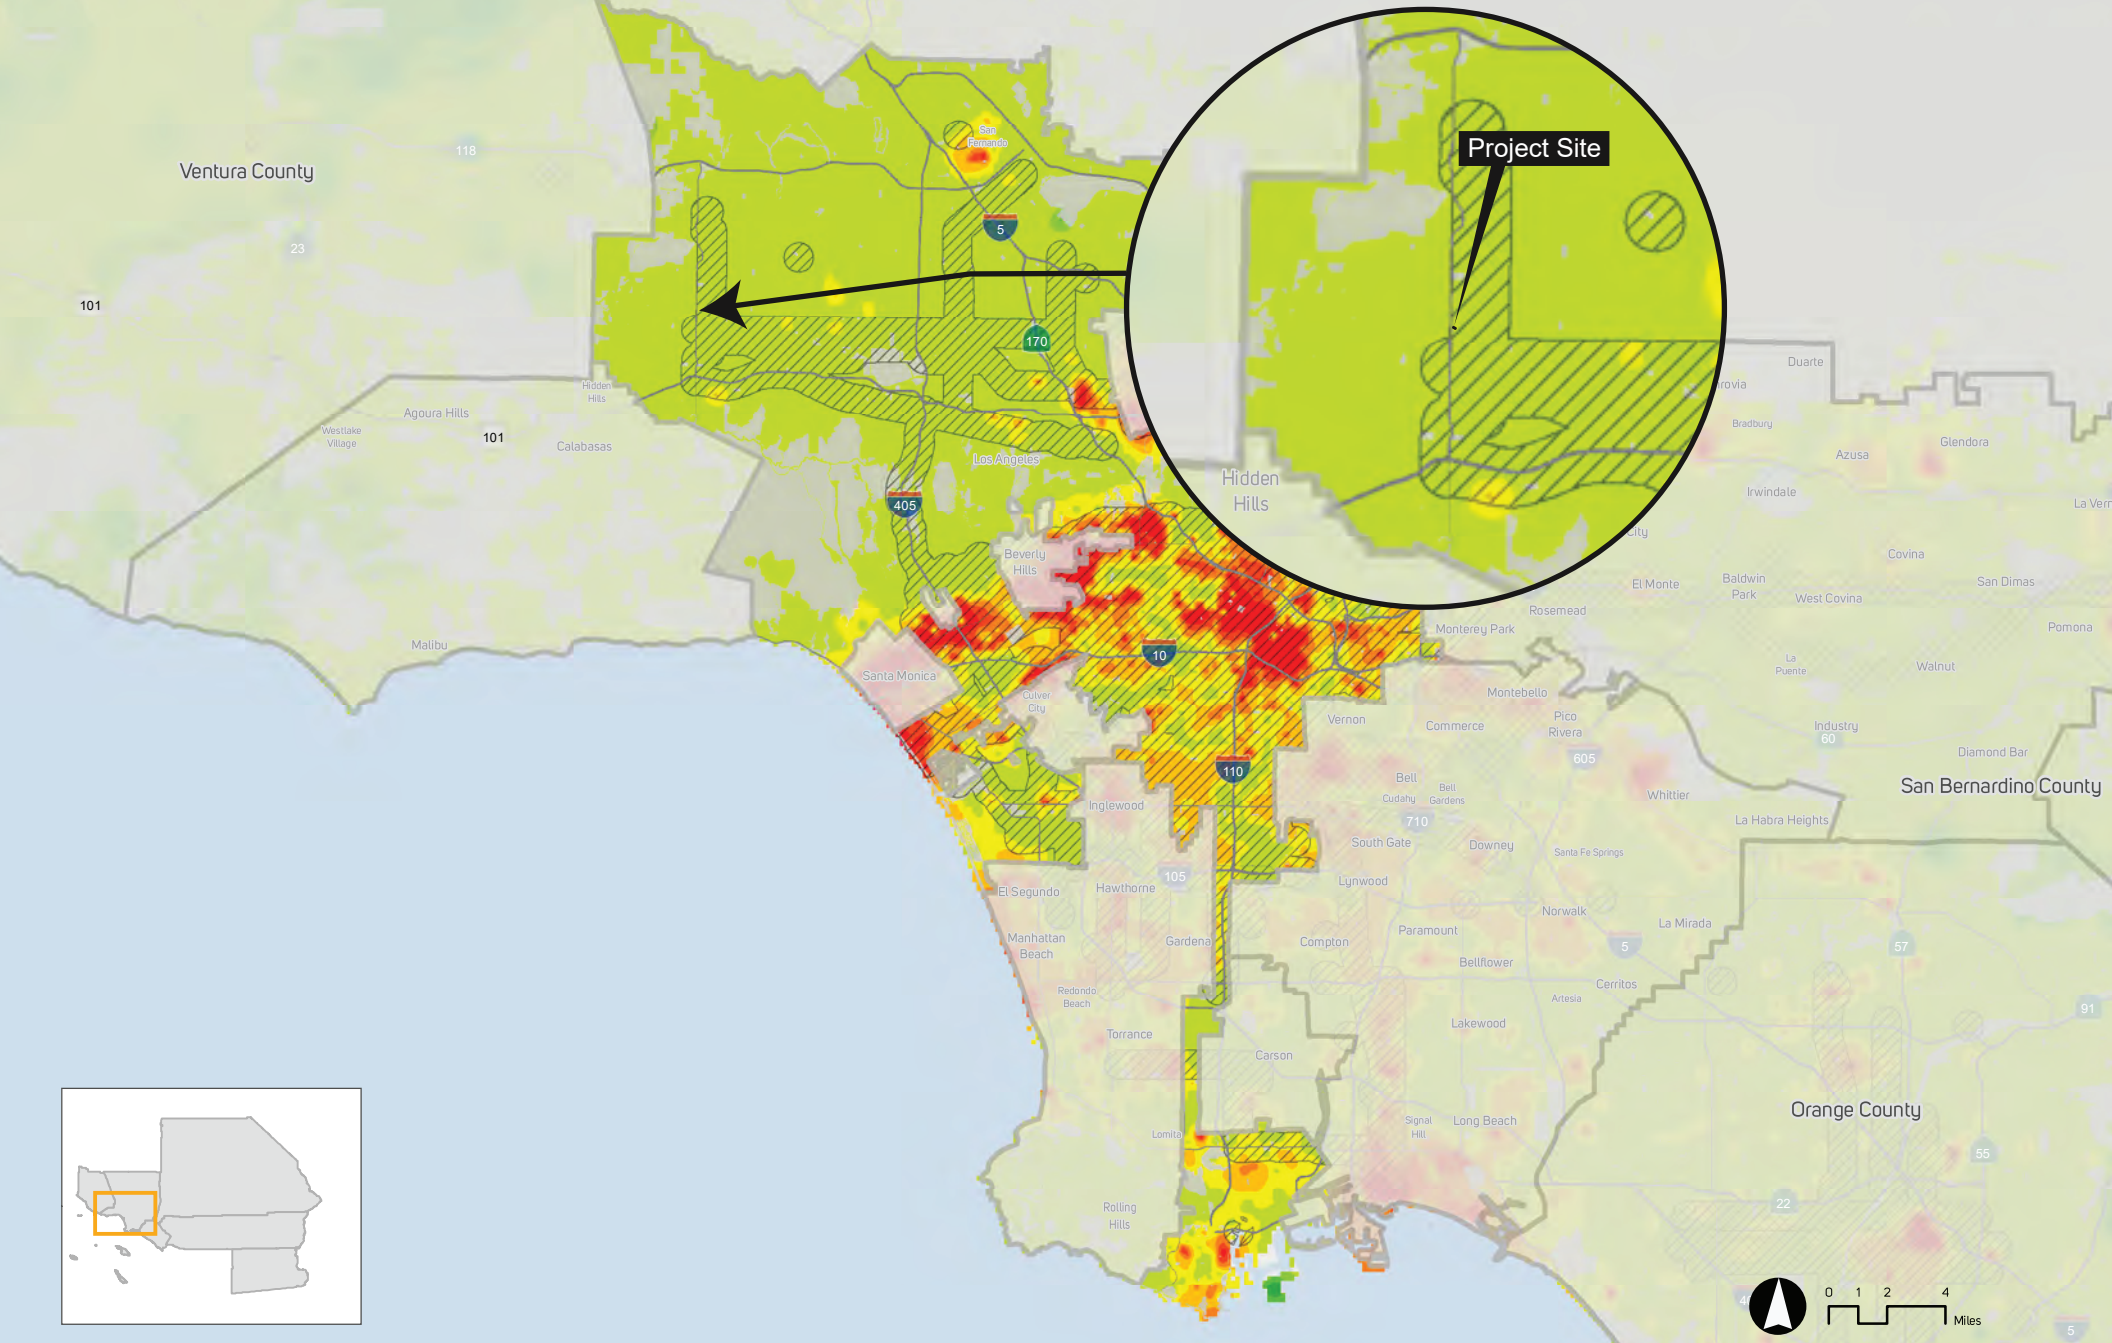 Ventura County
118
23
101
101
Agoura Hills
Westlake
Village
Calabasas
Hidden
Hills
Malibu
San
Fernando
5
170
Los Angeles
405
Beverly
Hills
Santa Monica
Culver
City
10
110
Project Site
Hidden
Hills
Duarte
Bradbury
Glendora
Azusa
Irwindale
City
Covina
El Monte
Baldwin
Park
West Covina
San Dimas
Rosemead
Monterey Park
Pomona
La
Puente
Walnut
Montebello
Vernon
Commerce
Pico
Rivera
Industry
60
605
Diamond Bar
San Bernardino County
Bell
Cudahy
Bell
Gardens
710
Whittier
La Habra Heights
Inglewood
South Gate
Downey
Santa Fe Springs
105
Hawthorne
El Segundo
Lynwood
Norwalk
La Mirada
Manhattan
Beach
Gardena
Compton
Paramount
5
57
Bellflower
Cerritos
Redondo
Beach
Artesia
91
Torrance
Lakewood
Carson
Orange County
Signal
Hill
Long Beach
Lomita
55
22
Rolling
Hills
0 1 2 4
Miles
5